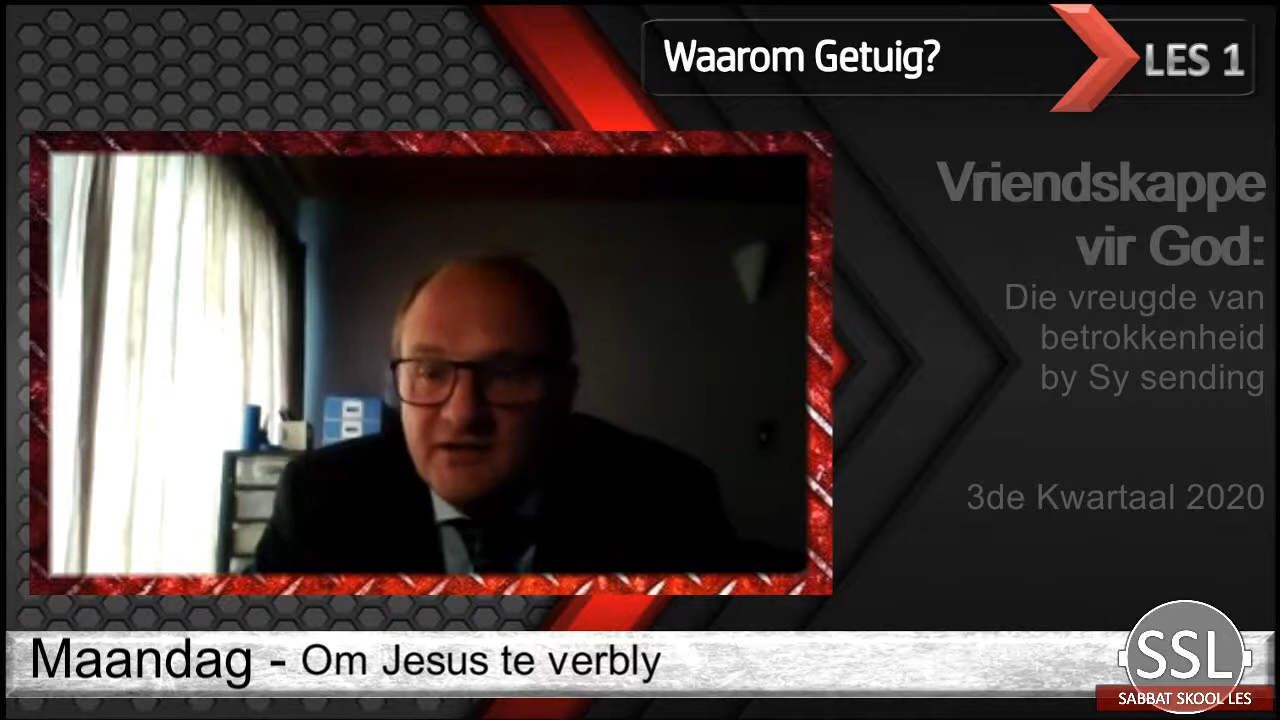 Waarom Getuig?
LES 1
Vriendskappe
vir God:
Die vreugde van
betrokkenheid
by Sy sending
3de Kwartaal 2020
Maandag - Om Jesus te verbly
SSL
SABBAT SKOOL LES